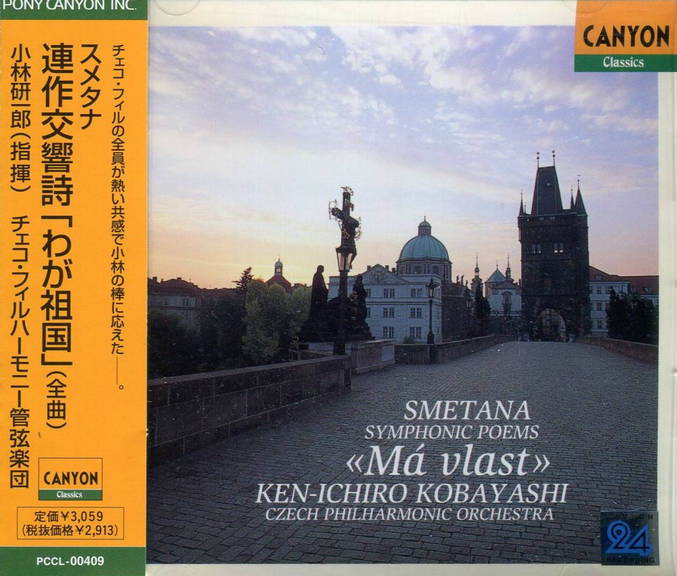 PONY CANYON INC.
チェコ・フィルの全員が熱い共感で小林の棒に応えた──。
スメタナ
連作交響詩「わが祖国」(全曲)
小林研一郎(指揮) チェコ・フィルハーモニー管弦楽団
CANYON
Classics
定価¥3,059
(税抜価格¥2,913)
PCCL-00409
CANYON
Classics
SMETANA
SYMPHONIC POEMS
«Má vlast»
KEN-ICHIRO KOBAYASHI
CZECH PHILHARMONIC ORCHESTRA
24
RECORDING